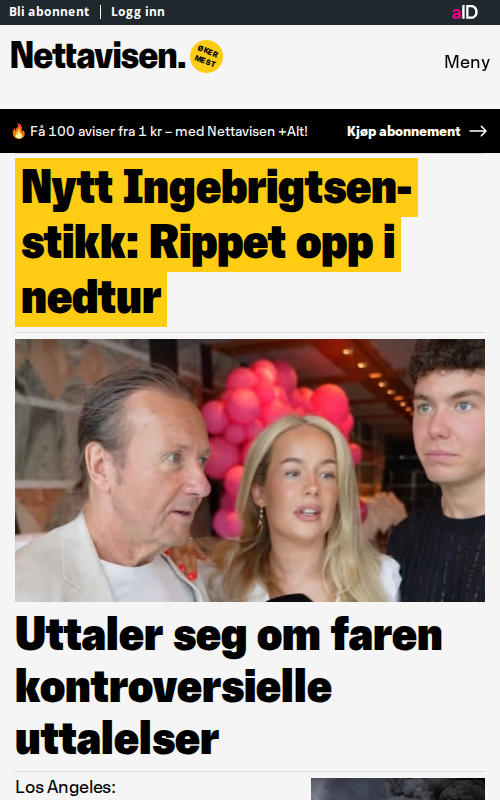 Bli abonnent | Logg inn
aID
Nettavisen.
ØKER
MEST
Meny
🔥 Få 100 aviser fra 1 kr – med Nettavisen +Alt!
Kjøp abonnement →
Nytt Ingebrigtsen-
stikk: Rippet opp i
nedtur
Uttaler seg om faren
kontroversielle
uttalelser
Los Angeles: